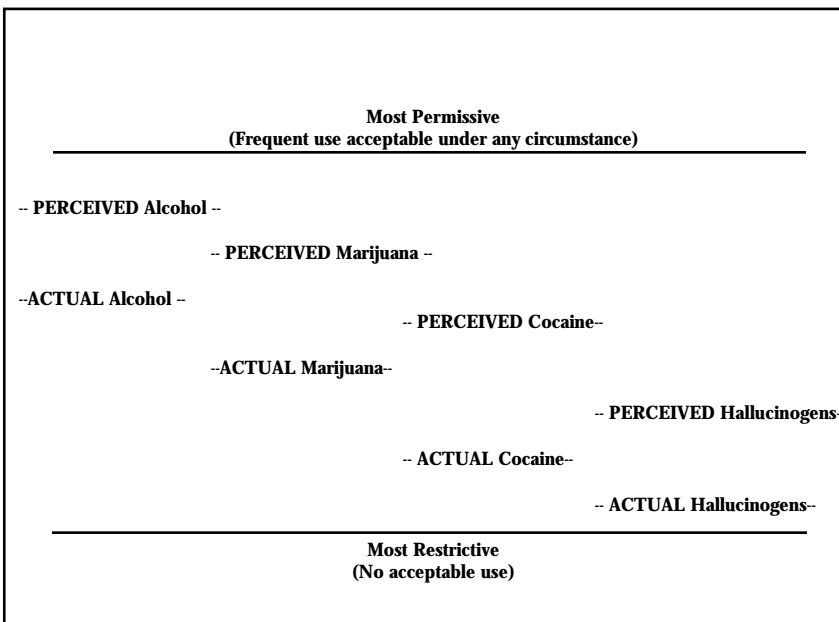 Most Permissive
(Frequent use acceptable under any circumstance)
-- PERCEIVED Alcohol --
-- PERCEIVED Marijuana --
--ACTUAL Alcohol --
-- PERCEIVED Cocaine--
--ACTUAL Marijuana--
-- PERCEIVED Hallucinogens-
-- ACTUAL Cocaine--
-- ACTUAL Hallucinogens--
Most Restrictive
(No acceptable use)